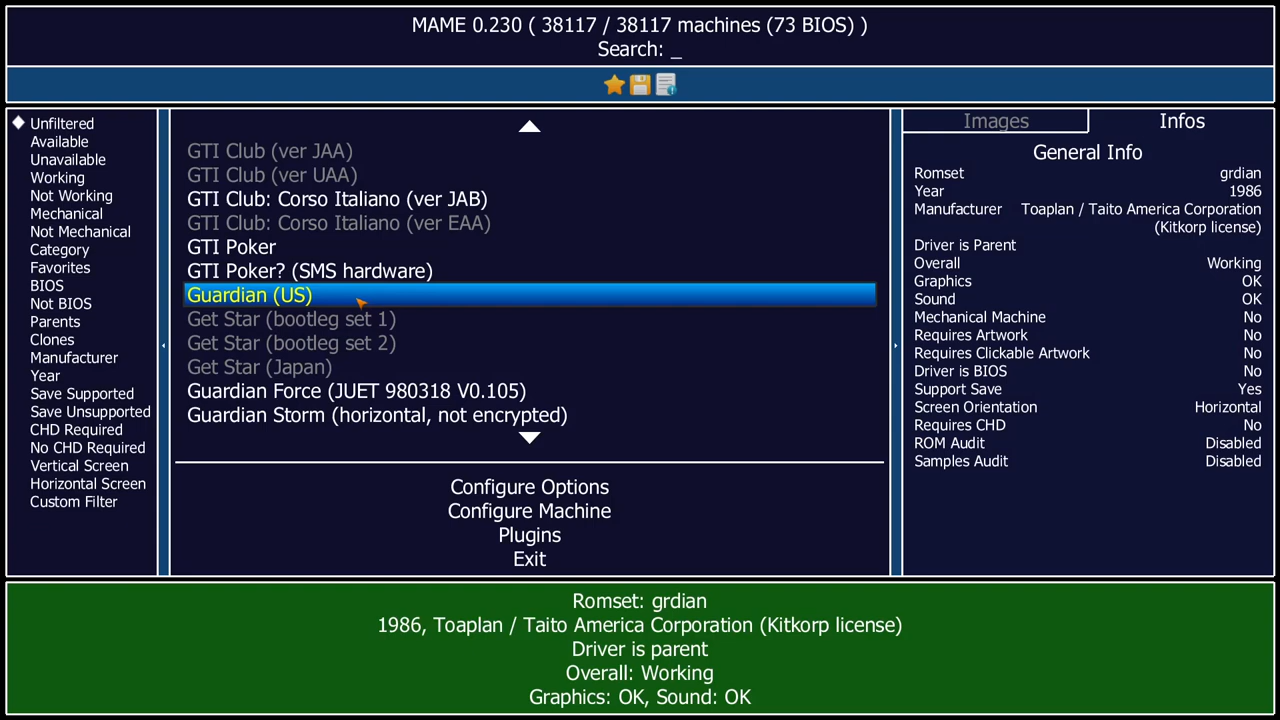 MAME 0.230 ( 38117 / 38117 machines (73 BIOS) )
Search: _
Unfiltered
Available
Unavailable
Working
Not Working
Mechanical
Not Mechanical
Category
Favorites
BIOS
Not BIOS
Parents
Clones
Manufacturer
Year
Save Supported
Save Unsupported
CHD Required
No CHD Required
Vertical Screen
Horizontal Screen
Custom Filter
GTI Club (ver JAA)
GTI Club (ver UAA)
GTI Club: Corso Italiano (ver JAB)
GTI Club: Corso Italiano (ver EAA)
GTI Poker
GTI Poker? (SMS hardware)
Guardian (US)
Get Star (bootleg set 1)
Get Star (bootleg set 2)
Get Star (Japan)
Guardian Force (JUET 980318 V0.105)
Guardian Storm (horizontal, not encrypted)
Configure Options
Configure Machine
Plugins
Exit
Images Infos
General Info
Romset grdian
Year 1986
Manufacturer Toaplan / Taito America Corporation
(Kitkorp license)
Driver is Parent
Overall Working
Graphics OK
Sound OK
Mechanical Machine No
Requires Artwork No
Requires Clickable Artwork No
Driver is BIOS No
Support Save Yes
Screen Orientation Horizontal
Requires CHD No
ROM Audit Disabled
Samples Audit Disabled
Romset: grdian
1986, Toaplan / Taito America Corporation (Kitkorp license)
Driver is parent
Overall: Working
Graphics: OK, Sound: OK